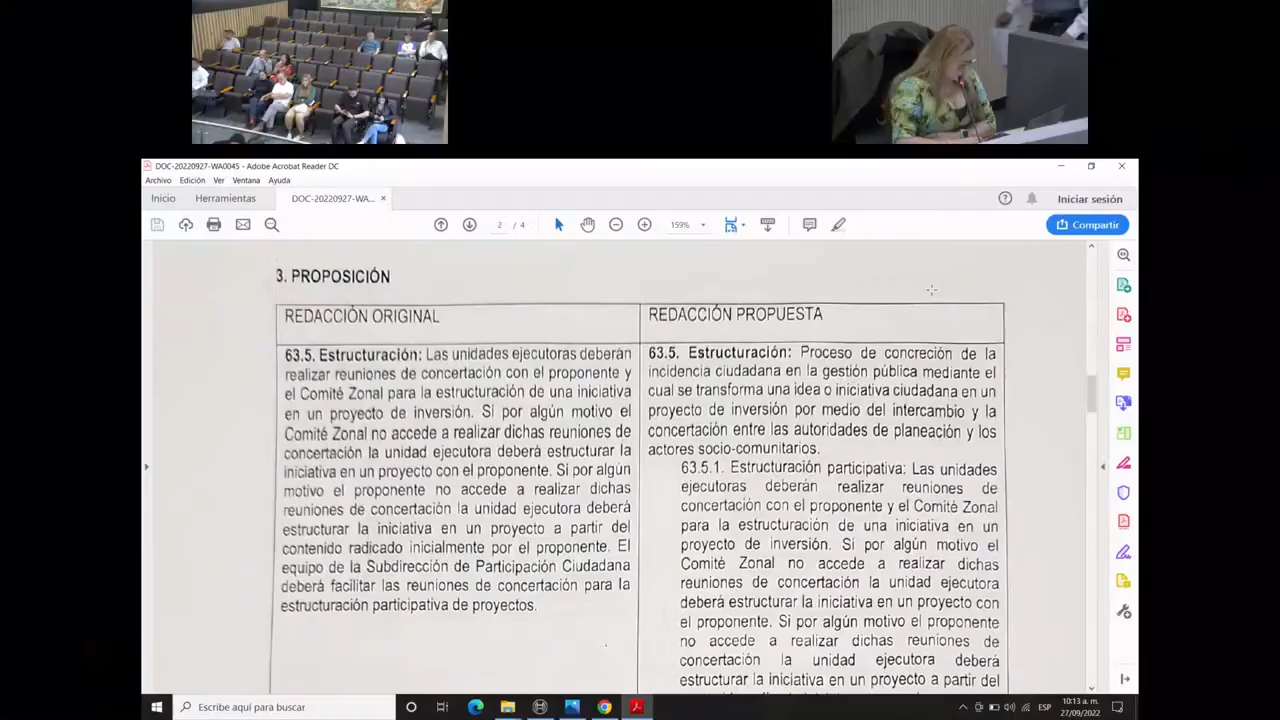 DOC-20220927-WA0045 - Adobe Acrobat Reader DC
Archivo Edición Ver Ventana Ayuda
Inicio Herramientas DOC-20220927-WA... × Iniciar sesión
2 / 4 159% Compartir
3. PROPOSICIÓN
REDACCIÓN ORIGINAL
63.5. Estructuración: Las unidades ejecutoras deberán
realizar reuniones de concertación con el proponente y
el Comité Zonal para la estructuración de una iniciativa
en un proyecto de inversión. Si por algún motivo el
Comité Zonal no accede a realizar dichas reuniones de
concertación la unidad ejecutora deberá estructurar la
iniciativa en un proyecto con el proponente. Si por algún
motivo el proponente no accede a realizar dichas
reuniones de concertación la unidad ejecutora deberá
estructurar la iniciativa en un proyecto a partir del
contenido radicado inicialmente por el proponente. El
equipo de la Subdirección de Participación Ciudadana
deberá facilitar las reuniones de concertación para la
estructuración participativa de proyectos.
REDACCIÓN PROPUESTA
63.5. Estructuración: Proceso de concreción de la
incidencia ciudadana en la gestión pública mediante el
cual se transforma una idea o iniciativa ciudadana en un
proyecto de inversión por medio del intercambio y la
concertación entre las autoridades de planeación y los
actores socio-comunitarios.
63.5.1. Estructuración participativa: Las unidades
ejecutoras deberán realizar reuniones de
concertación con el proponente y el Comité Zonal
para la estructuración de una iniciativa en un
proyecto de inversión. Si por algún motivo el
Comité Zonal no accede a realizar dichas
reuniones de concertación la unidad ejecutora
deberá estructurar la iniciativa en un proyecto con
el proponente. Si por algún motivo el proponente
no accede a realizar dichas reuniones de
concertación la unidad ejecutora deberá
estructurar la iniciativa en un proyecto a partir del
Escribe aquí para buscar
ESP
10:13 a. m.
27/09/2022